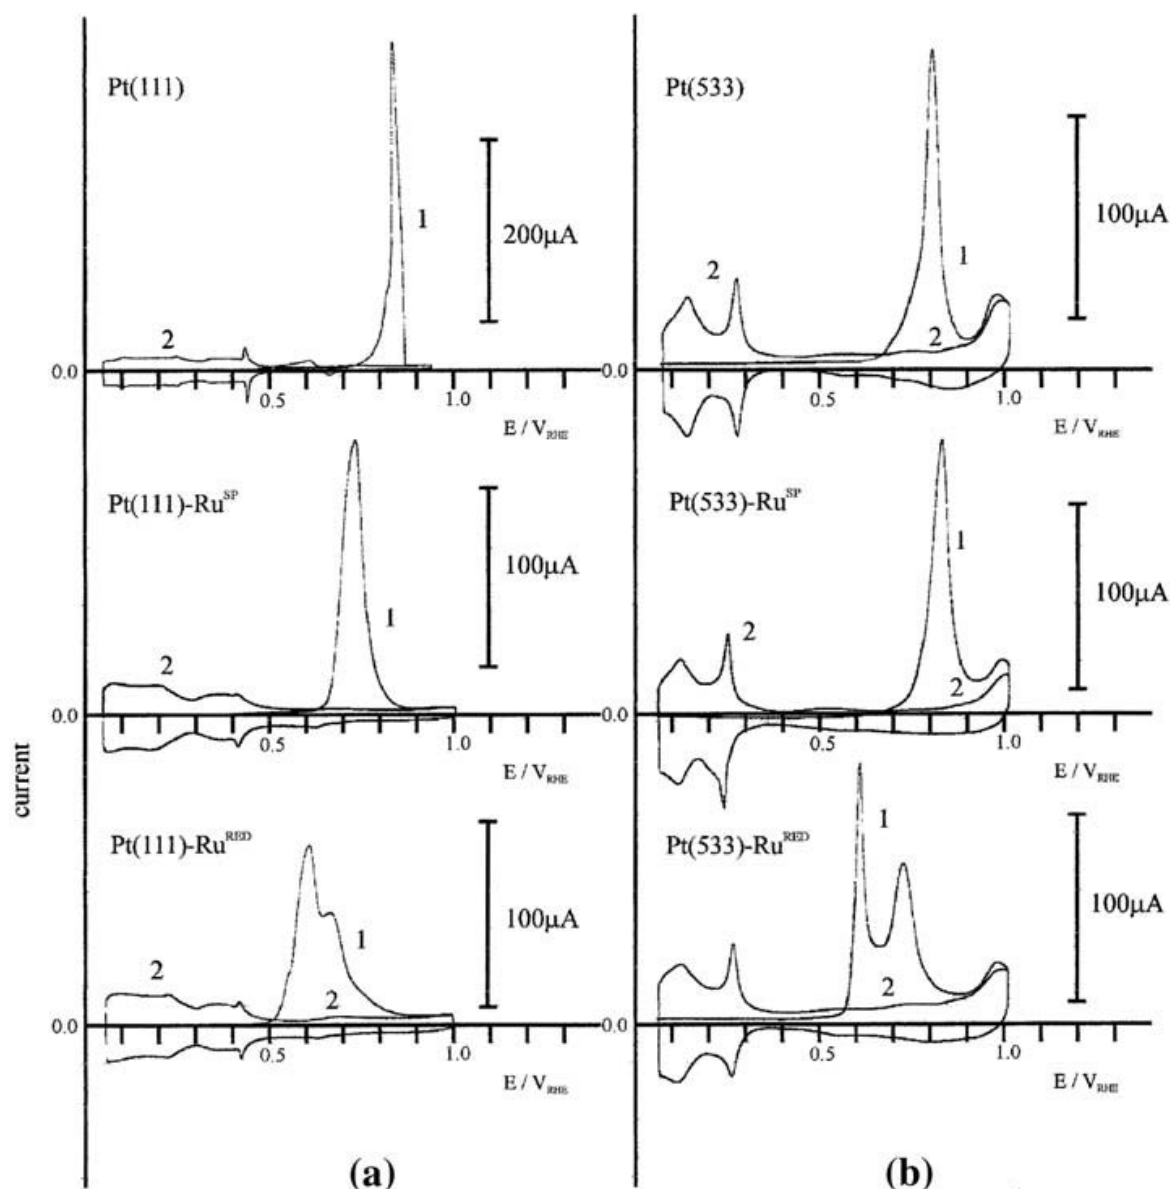 Pt(111)
1
200μA
2
0.0
0.5
1.0
E / V_RHE
Pt(111)-Ru^SP
100μA
1
2
0.0
0.5
1.0
E / V_RHE
current
Pt(111)-Ru^RED
100μA
1
2
2
0.0
0.5
1.0
E / V_RHE
(a)
Pt(533)
100μA
2
1
2
0.0
0.5
1.0
E / V_RHE
Pt(533)-Ru^SP
1
100μA
2
2
0.0
0.5
1.0
E / V_RHE
Pt(533)-Ru^RED
1
100μA
2
0.0
0.5
1.0
E / V_RHE
(b)